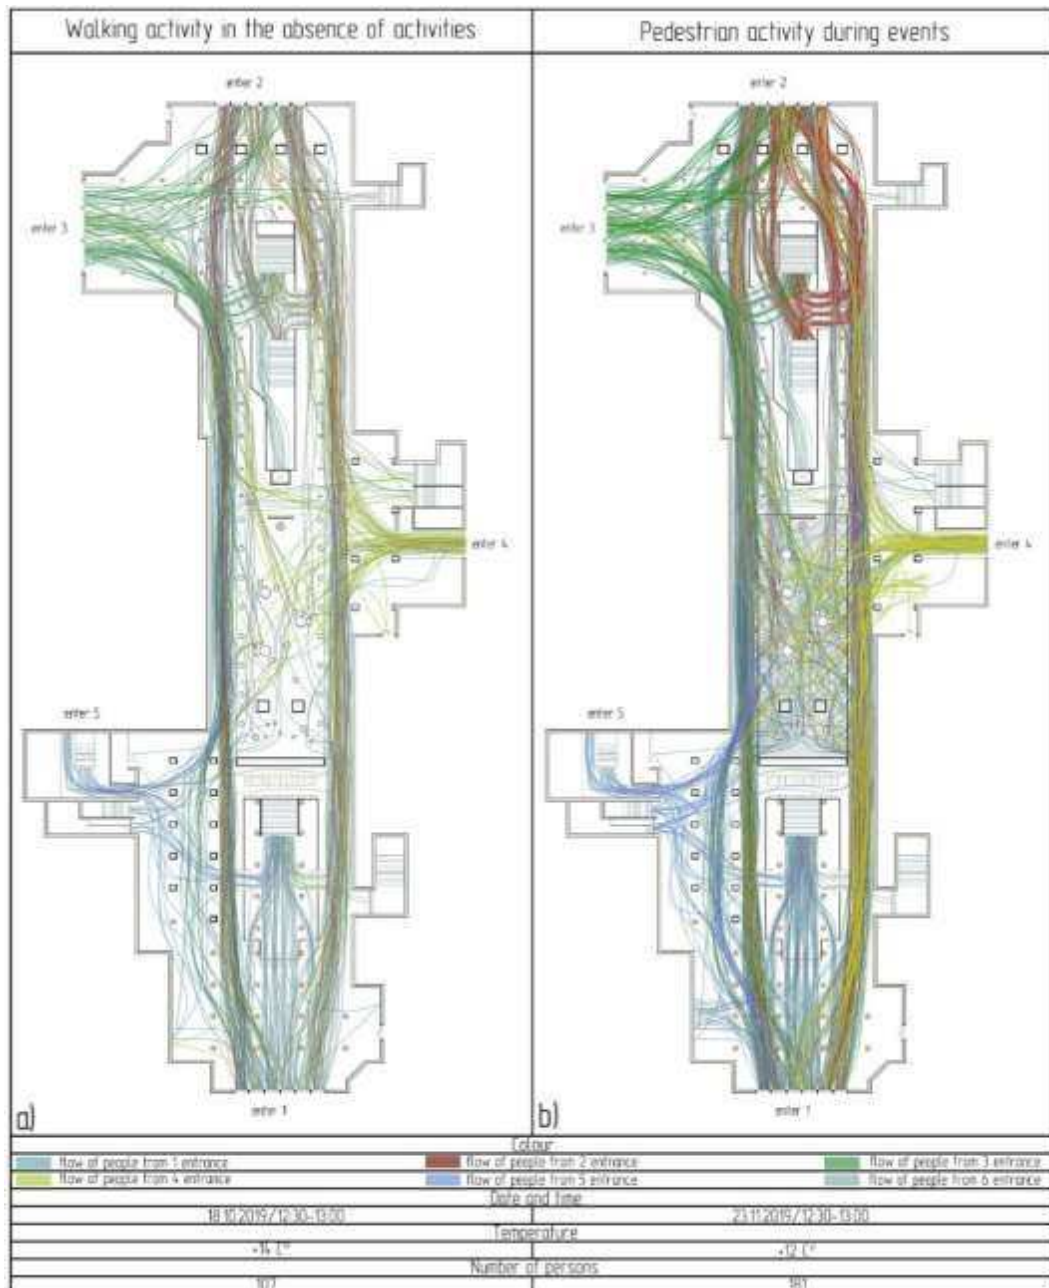 Walking activity in the absence of activities
Pedestrian activity during events
enter 2
enter 2
enter 3
enter 3
enter 4
enter 4
enter 5
enter 5
enter 1
enter 1
a)
b)
Colour
flow of people from 1 entrance
flow of people from 2 entrance
flow of people from 3 entrance
flow of people from 4 entrance
flow of people from 5 entrance
flow of people from 6 entrance
Date and time
18.10.2019/12:30-13:00
23.11.2019/12:30-13:00
Temperature
+14 C°
+12 C°
Number of persons